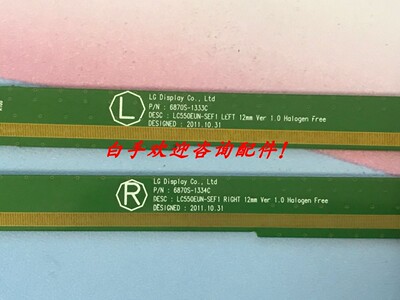 L
LG Display Co., Ltd
P/N : 6870S-1333C
DESC : LC550EUN-SEF1 LEFT 12mm Ver 1.0 Halogen Free
DESIGNED : 2011.10.31
白手欢迎咨询配件!
R
LG Display Co., Ltd
P/N : 6870S-1334C
DESC : LC550EUN-SEF1 RIGHT 12mm Ver 1.0 Halogen Free
DESIGNED : 2011.10.31